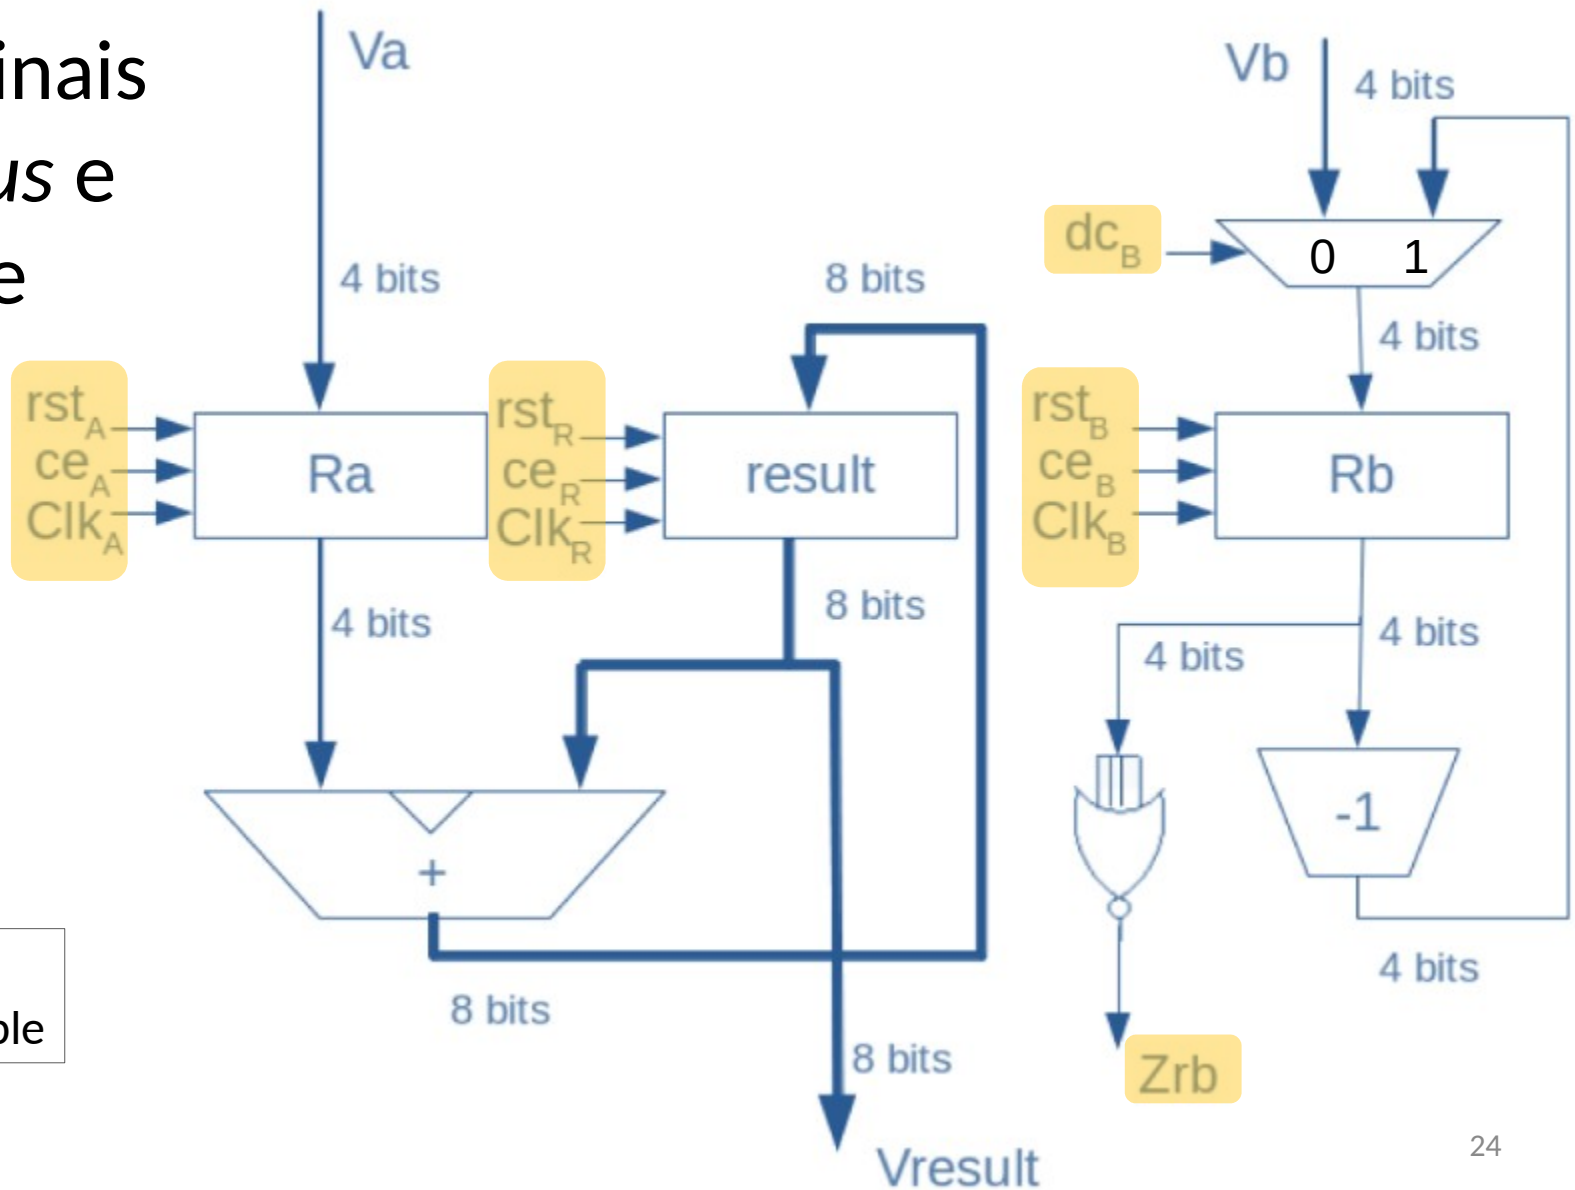 inais
us e
e
Va
4 bits
Vb
4 bits
dcB
0 1
4 bits
8 bits
rstA
ceA
ClkA
Ra
rstR
ceR
ClkR
result
rstB
ceB
ClkB
Rb
4 bits
8 bits
4 bits
4 bits
+
-1
8 bits
8 bits
4 bits
Zrb
Vresult
ble
24